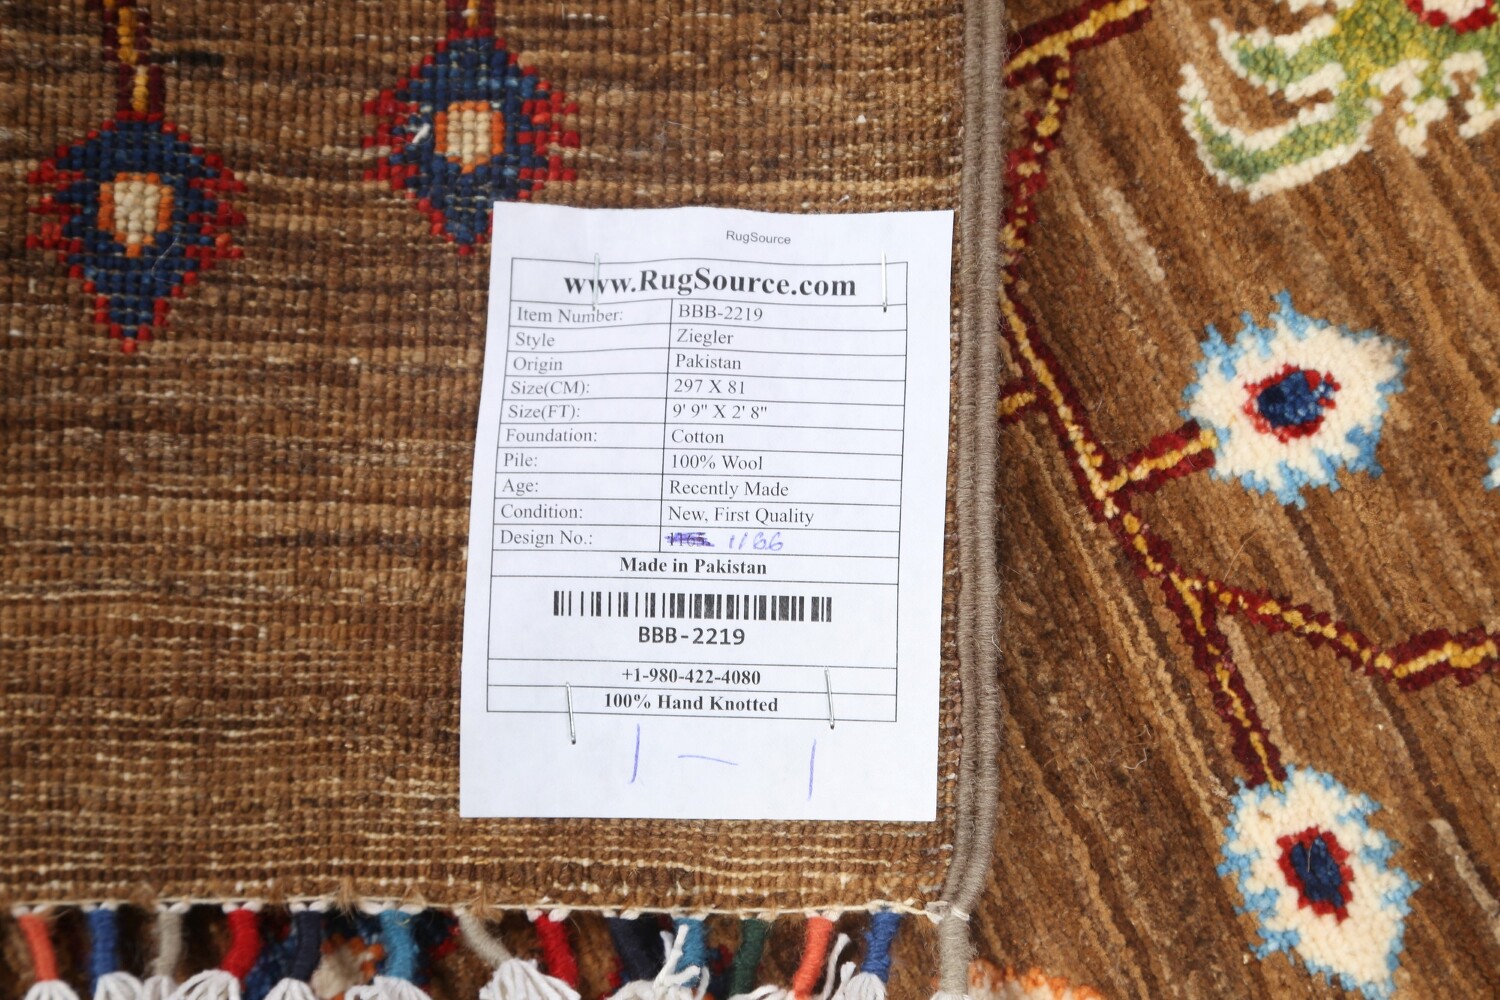 RugSource
www.RugSource.com
Item Number: BBB-2219
Style Ziegler
Origin Pakistan
Size(CM): 297 X 81
Size(FT): 9' 9" X 2' 8"
Foundation: Cotton
Pile: 100% Wool
Age: Recently Made
Condition: New, First Quality
Design No.: 1166
Made in Pakistan
BBB-2219
+1-980-422-4080
100% Hand Knotted
1 - 1